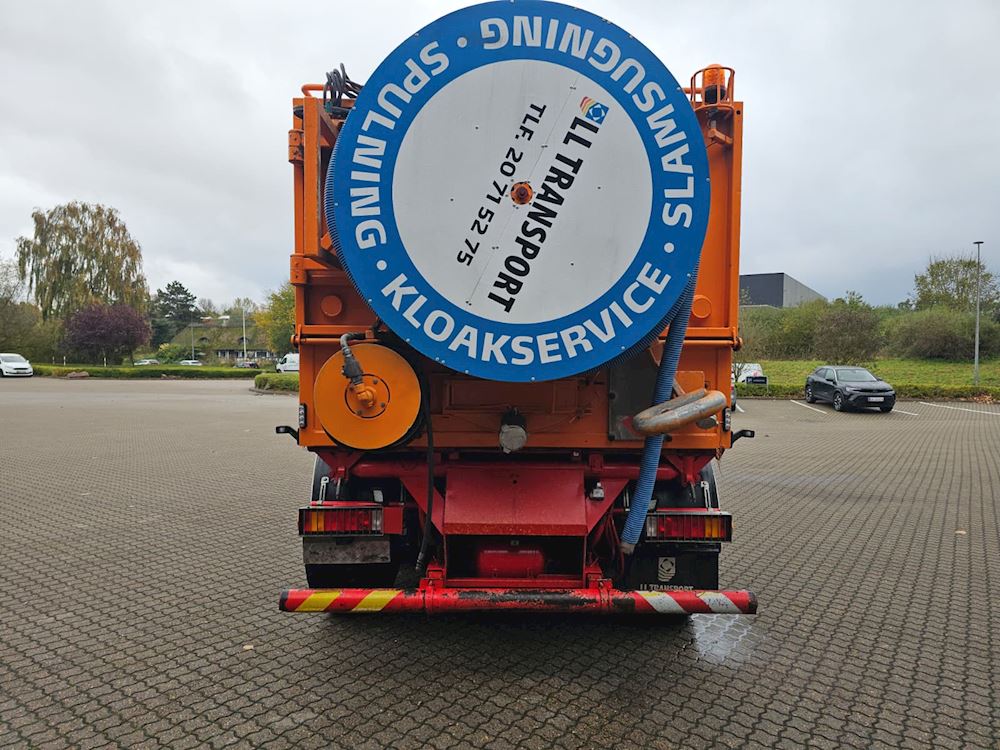 SPULNING · SLAMSUGNING · KLOAKSERVICE ·
LL TRANSPORT
TLF. 20 71 52 75
LL TRANSPORT